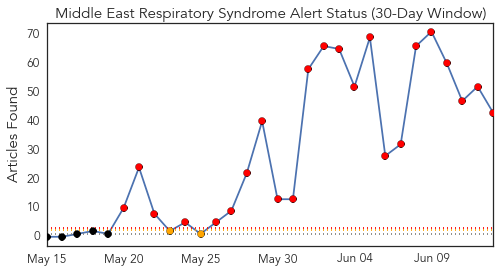 Middle East Respiratory Syndrome Alert Status (30-Day Window)
Articles Found
70
60
50
40
30
20
10
0
May 15
May 20
May 25
May 30
Jun 04
Jun 09